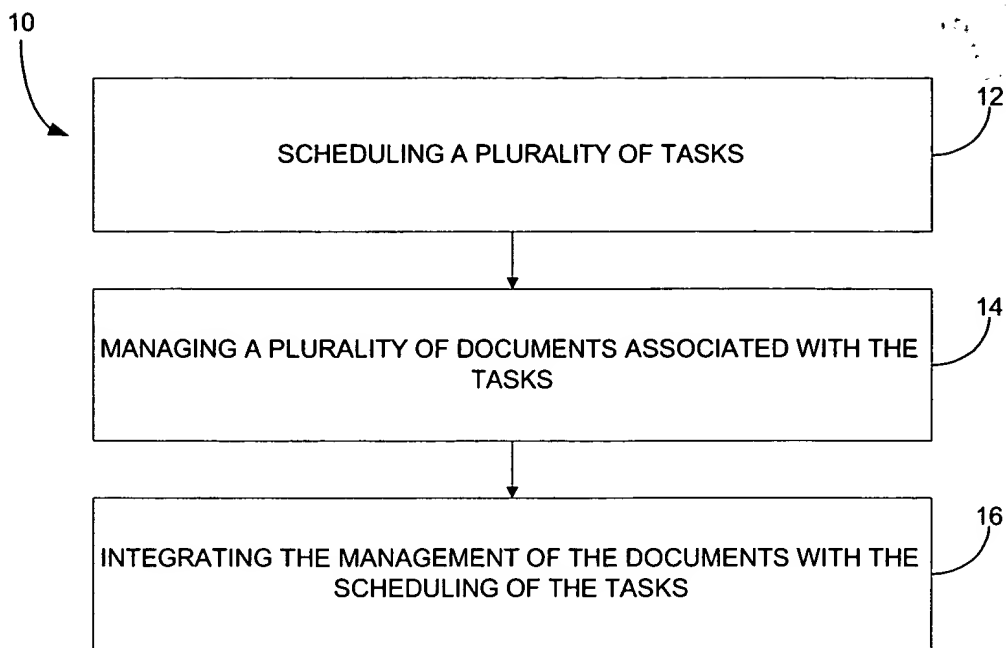 10
12
SCHEDULING A PLURALITY OF TASKS
14
MANAGING A PLURALITY OF DOCUMENTS ASSOCIATED WITH THE
TASKS
16
INTEGRATING THE MANAGEMENT OF THE DOCUMENTS WITH THE
SCHEDULING OF THE TASKS